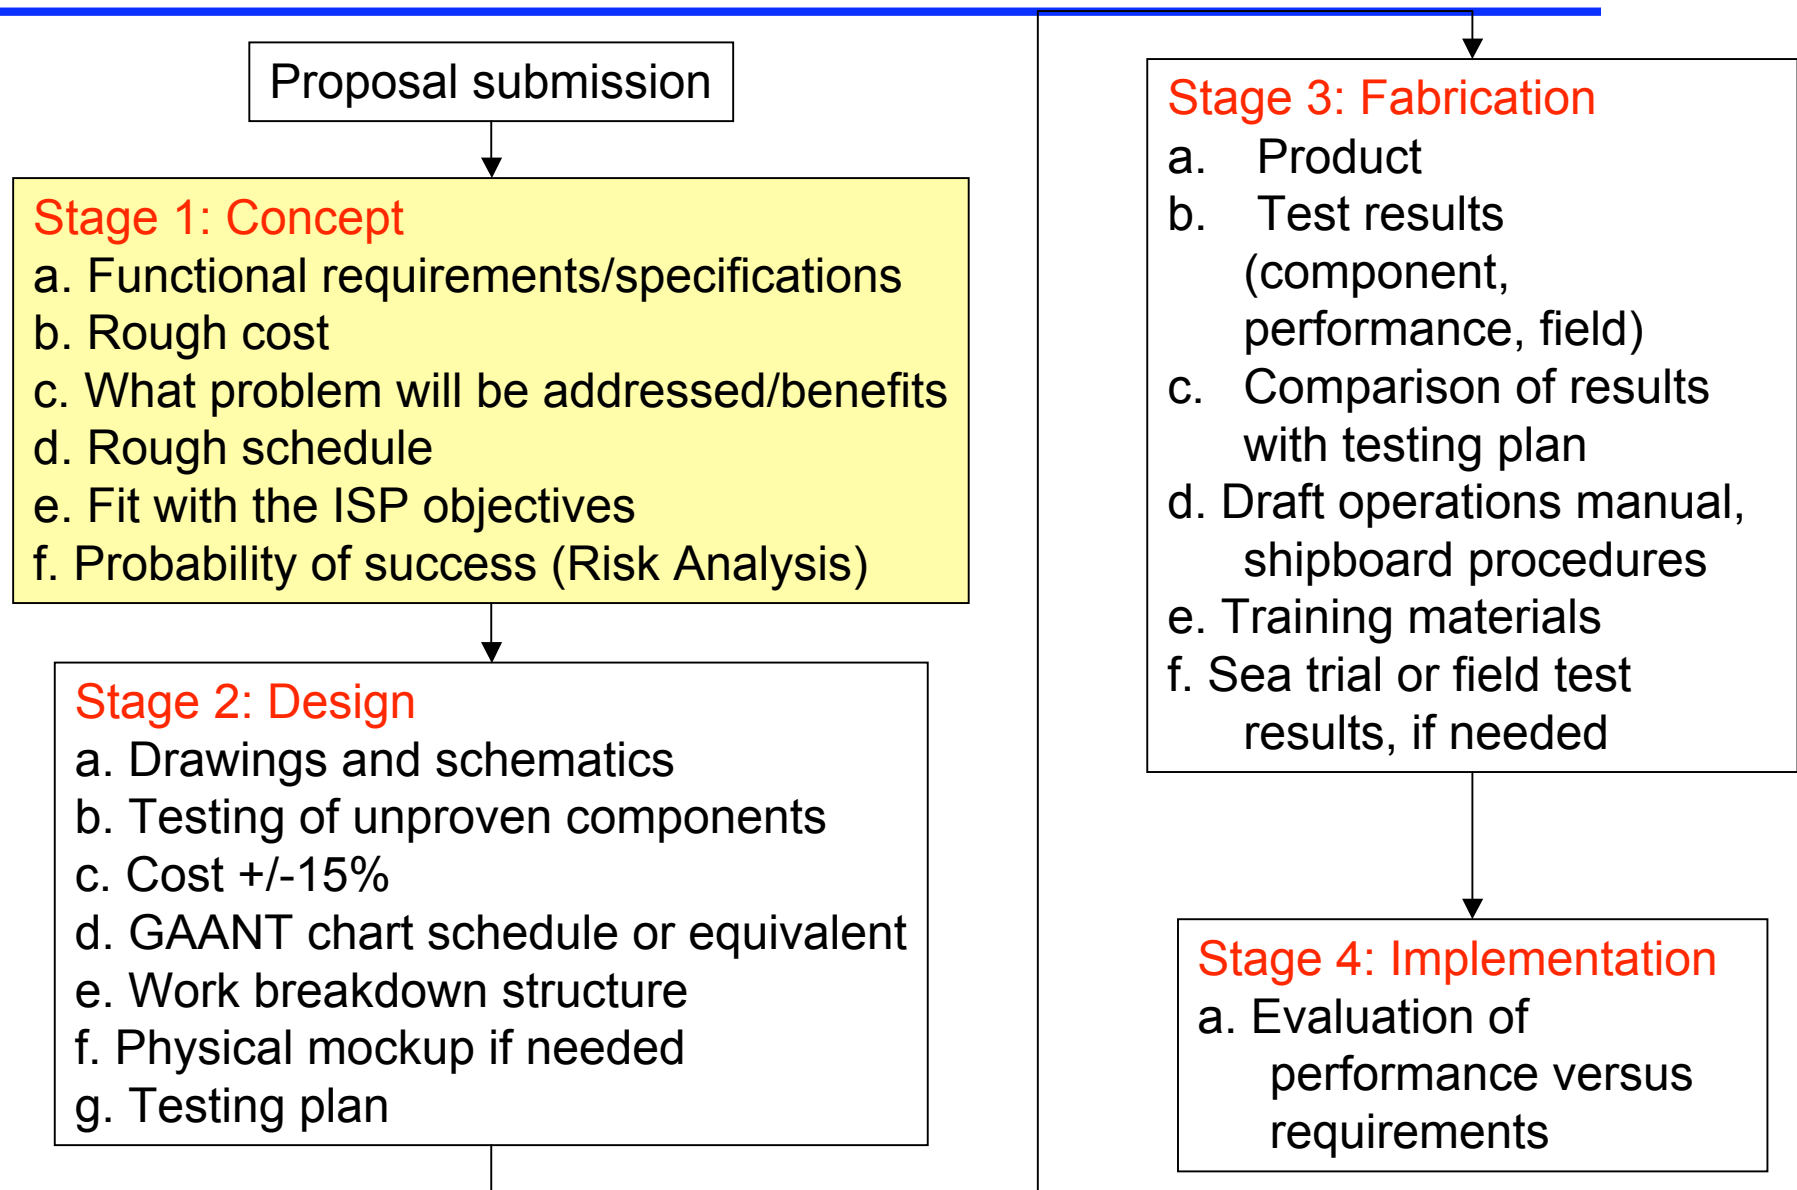 Proposal submission
Stage 1: Concept
a. Functional requirements/specifications
b. Rough cost
c. What problem will be addressed/benefits
d. Rough schedule
e. Fit with the ISP objectives
f. Probability of success (Risk Analysis)
Stage 2: Design
a. Drawings and schematics
b. Testing of unproven components
c. Cost +/-15%
d. GAANT chart schedule or equivalent
e. Work breakdown structure
f. Physical mockup if needed
g. Testing plan
Stage 3: Fabrication
a. Product
b. Test results
(component,
performance, field)
c. Comparison of results
with testing plan
d. Draft operations manual,
shipboard procedures
e. Training materials
f. Sea trial or field test
results, if needed
Stage 4: Implementation
a. Evaluation of
performance versus
requirements